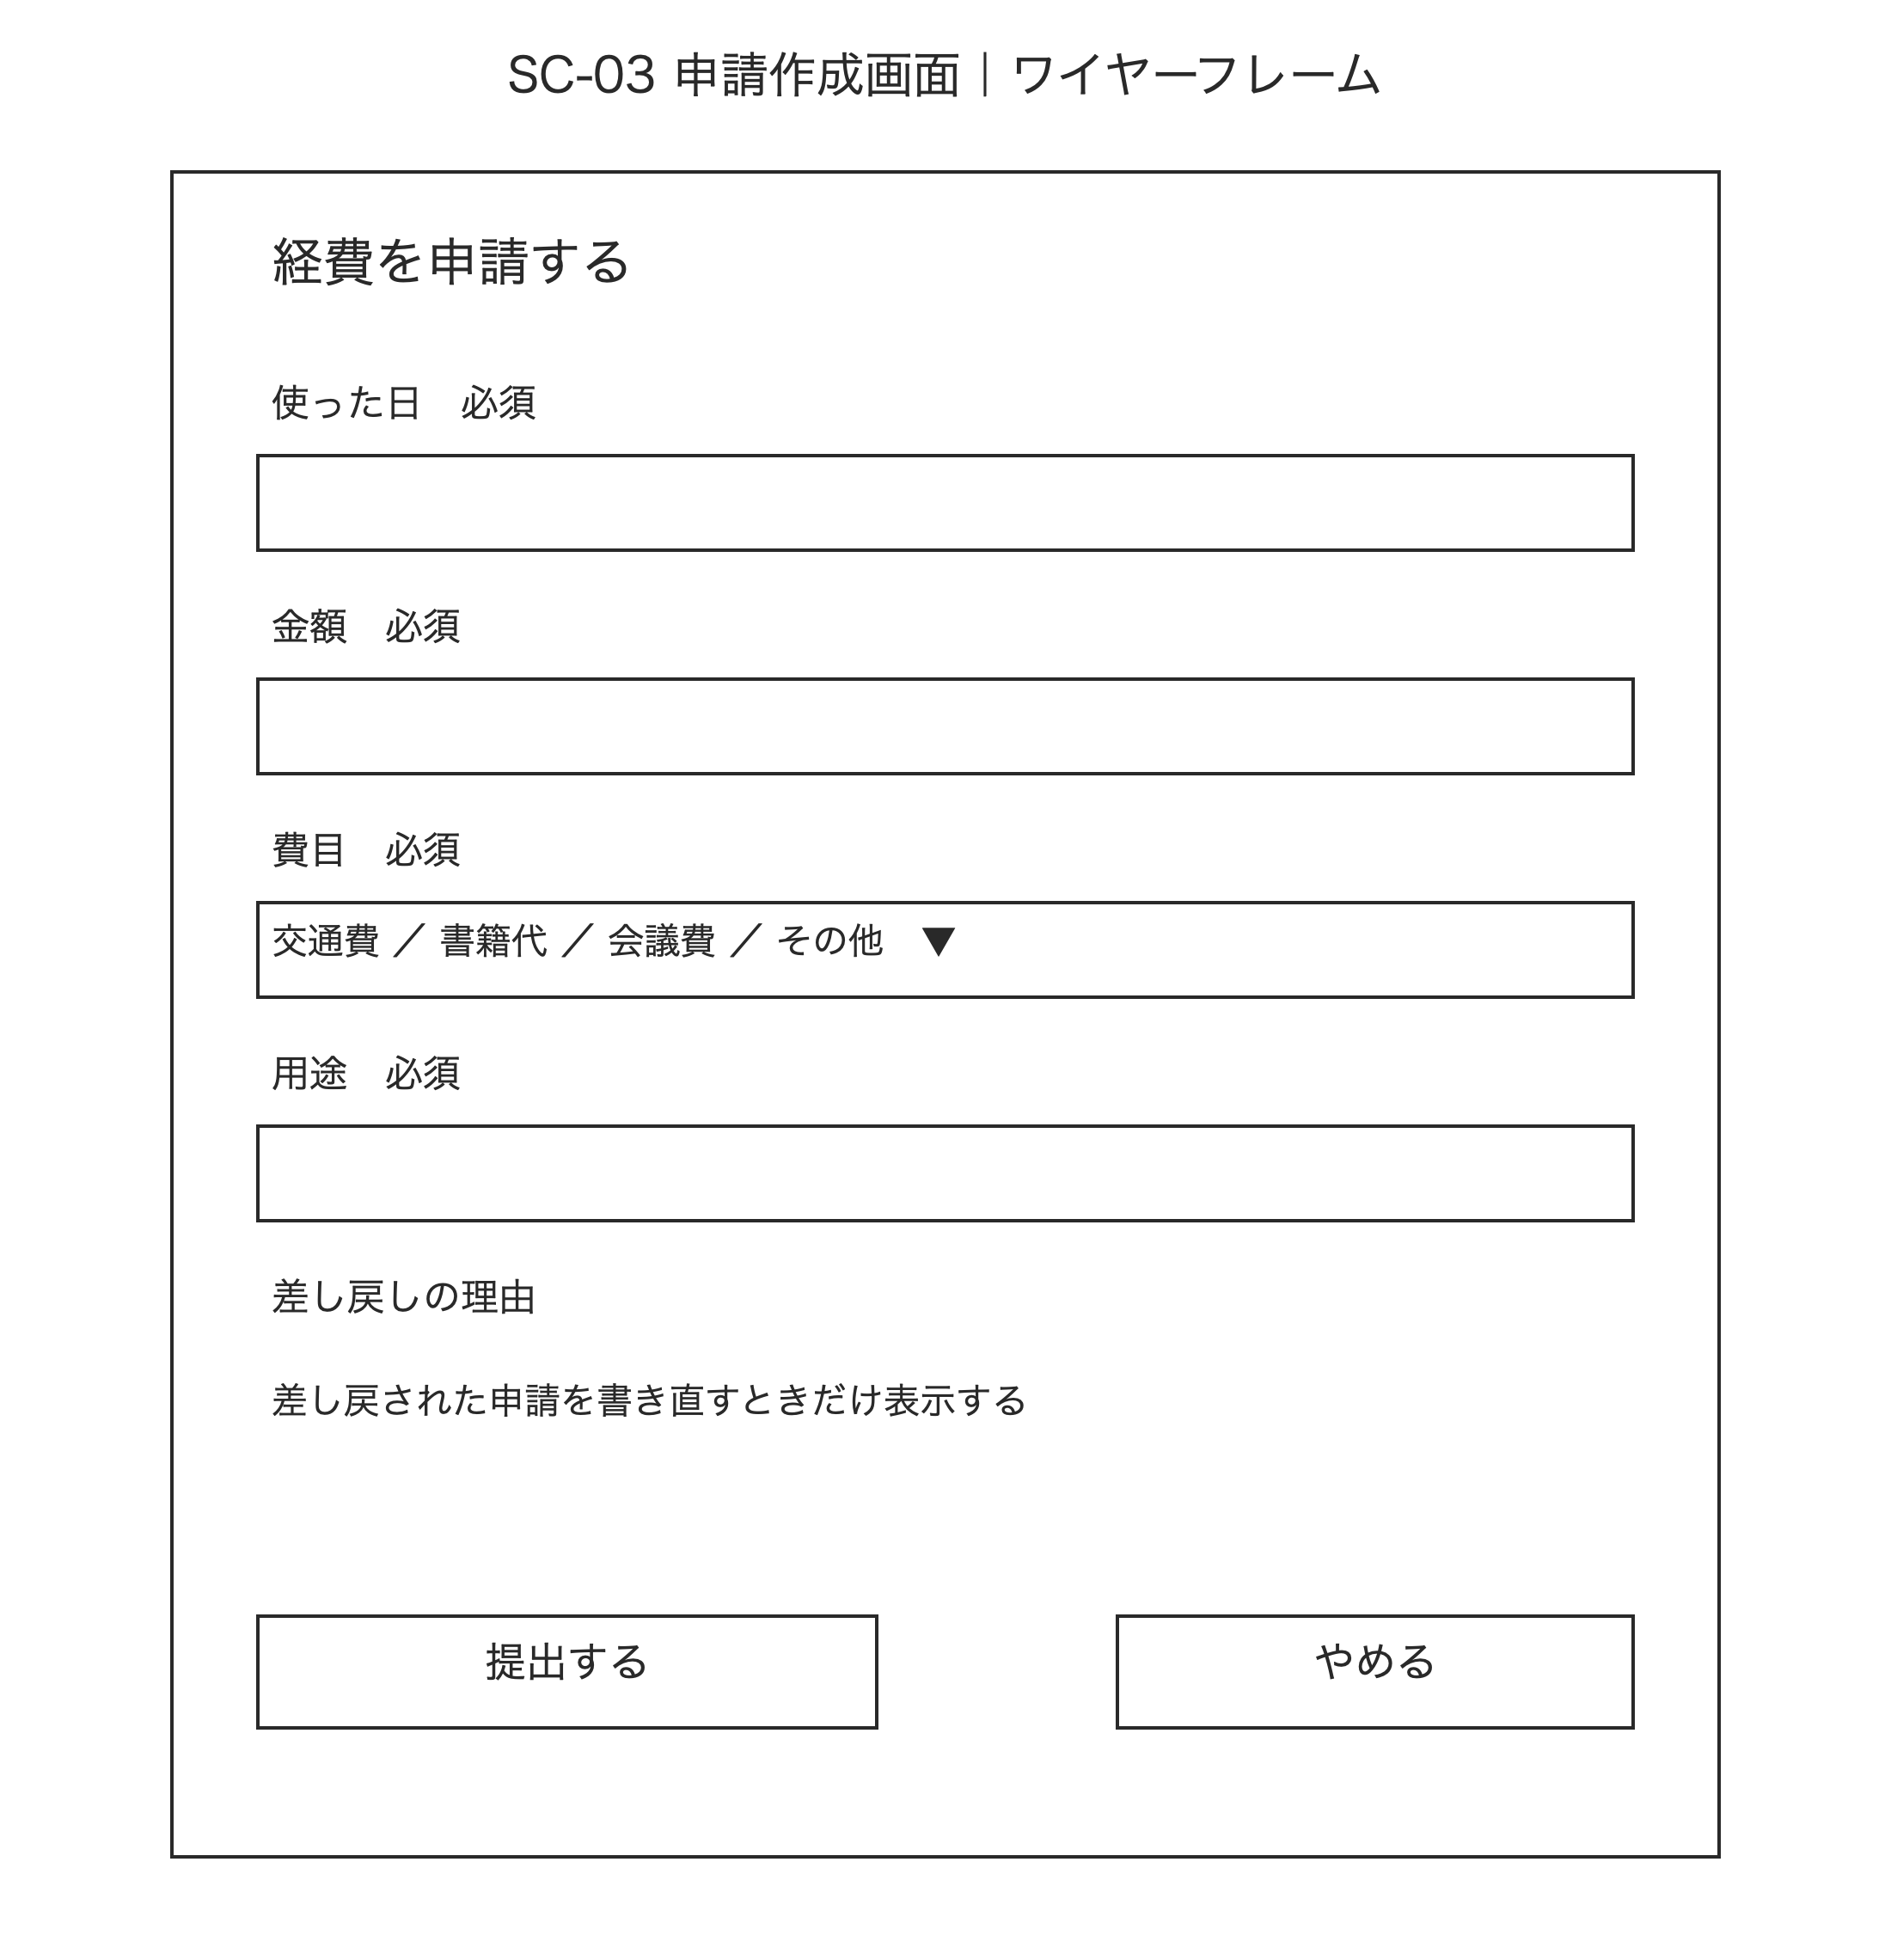 SC-03 申請作成画面｜ワイヤーフレーム
経費を申請する
使った日　必須
金額　必須
費目　必須
交通費 ／ 書籍代 ／ 会議費 ／ その他　▼
用途　必須
差し戻しの理由
差し戻された申請を書き直すときだけ表示する
提出する
やめる